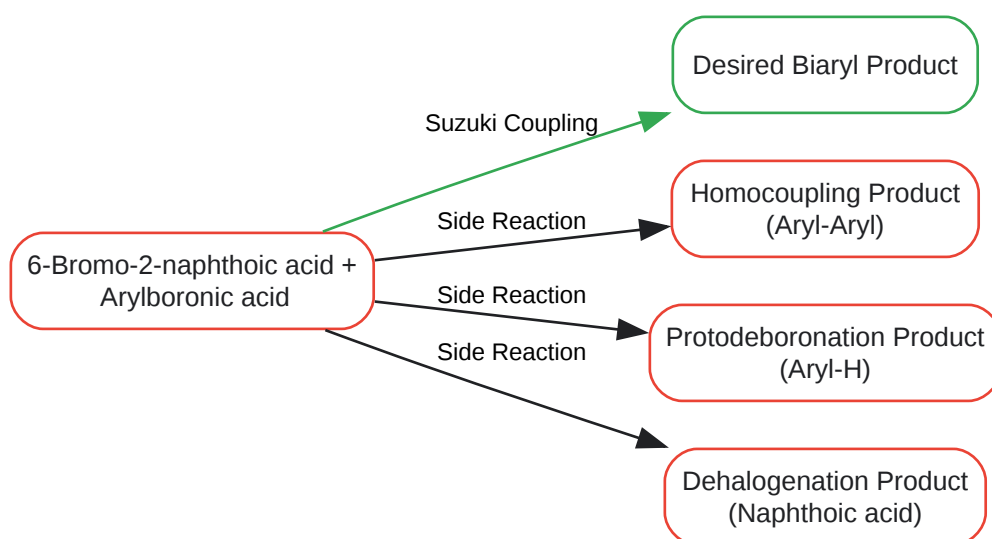 Desired Biaryl Product
Suzuki Coupling
Homocoupling Product
(Aryl-Aryl)
Side Reaction
6-Bromo-2-naphthoic acid +
Arylboronic acid
Side Reaction
Protodeboronation Product
(Aryl-H)
Side Reaction
Dehalogenation Product
(Naphthoic acid)